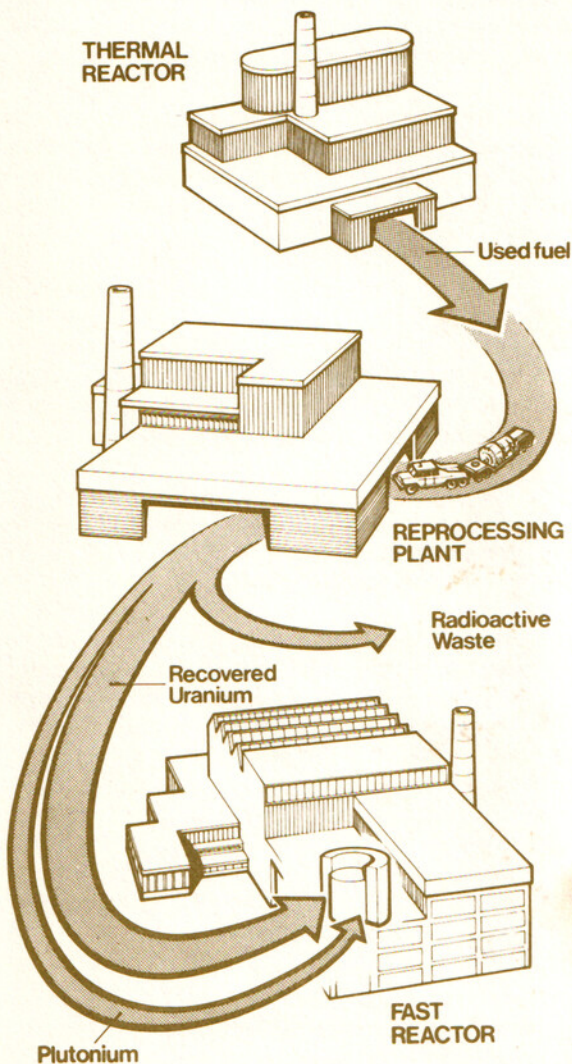 THERMAL
REACTOR
Used fuel
REPROCESSING
PLANT
Radioactive
Waste
Recovered
Uranium
FAST
REACTOR
Plutonium